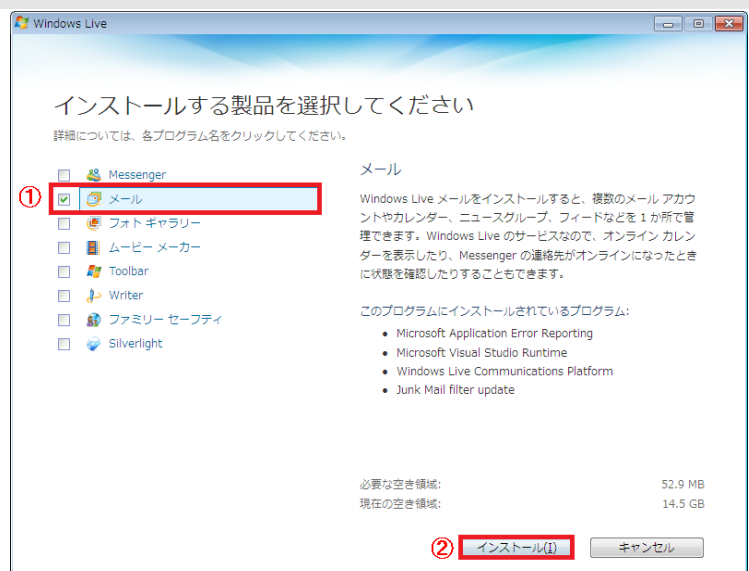 Windows Live
インストールする製品を選択してください
詳細については、各プログラム名をクリックしてください。
Messenger
① メール
フォト ギャラリー
ムービー メーカー
Toolbar
Writer
ファミリー セーフティ
Silverlight
メール
Windows Live メールをインストールすると、複数のメール アカウ
ントやカレンダー、ニュースグループ、フィードなどを 1 か所で管
理できます。Windows Live のサービスなので、オンライン カレン
ダーを表示したり、Messenger の連絡先がオンラインになったとき
に状態を確認したりすることもできます。
このプログラムにインストールされているプログラム:
• Microsoft Application Error Reporting
• Microsoft Visual Studio Runtime
• Windows Live Communications Platform
• Junk Mail filter update
必要な空き領域: 52.9 MB
現在の空き領域: 14.5 GB
② インストール(I) キャンセル